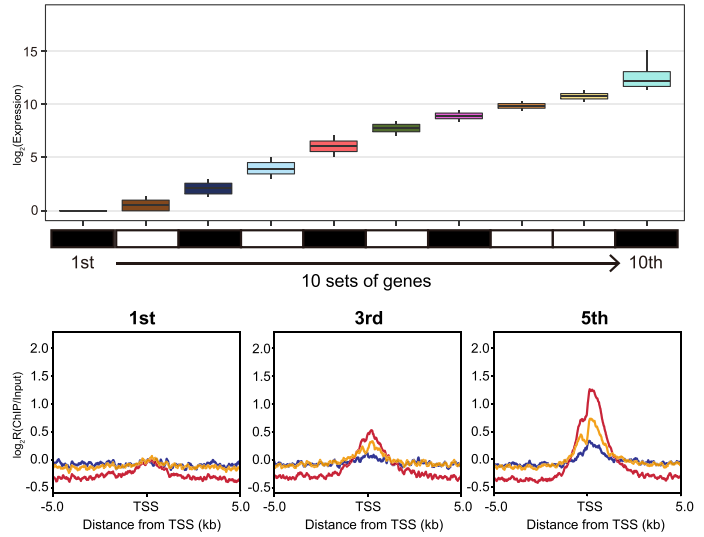 15
10
5
0
log2(Expression)
1st
10th
10 sets of genes
1st
3rd
5th
2.0
1.5
1.0
0.5
0.0
-0.5
log2R(ChIP/Input)
-5.0
TSS
5.0
Distance from TSS (kb)
2.0
1.5
1.0
0.5
0.0
-0.5
-5.0
TSS
5.0
Distance from TSS (kb)
2.0
1.5
1.0
0.5
0.0
-0.5
-5.0
TSS
5.0
Distance from TSS (kb)